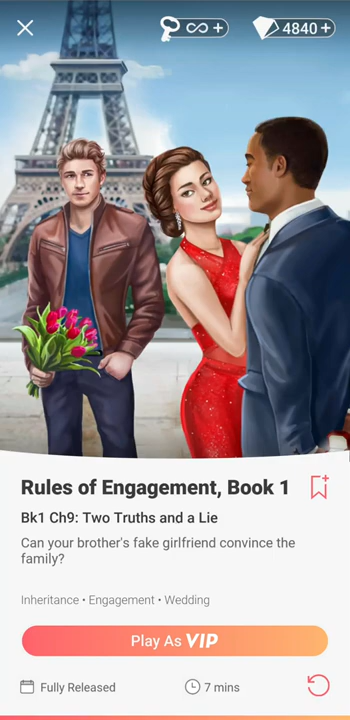 ∞ +
4840 +
Rules of Engagement, Book 1
Bk1 Ch9: Two Truths and a Lie
Can your brother's fake girlfriend convince the
family?
Inheritance • Engagement • Wedding
Play As VIP
Fully Released
7 mins